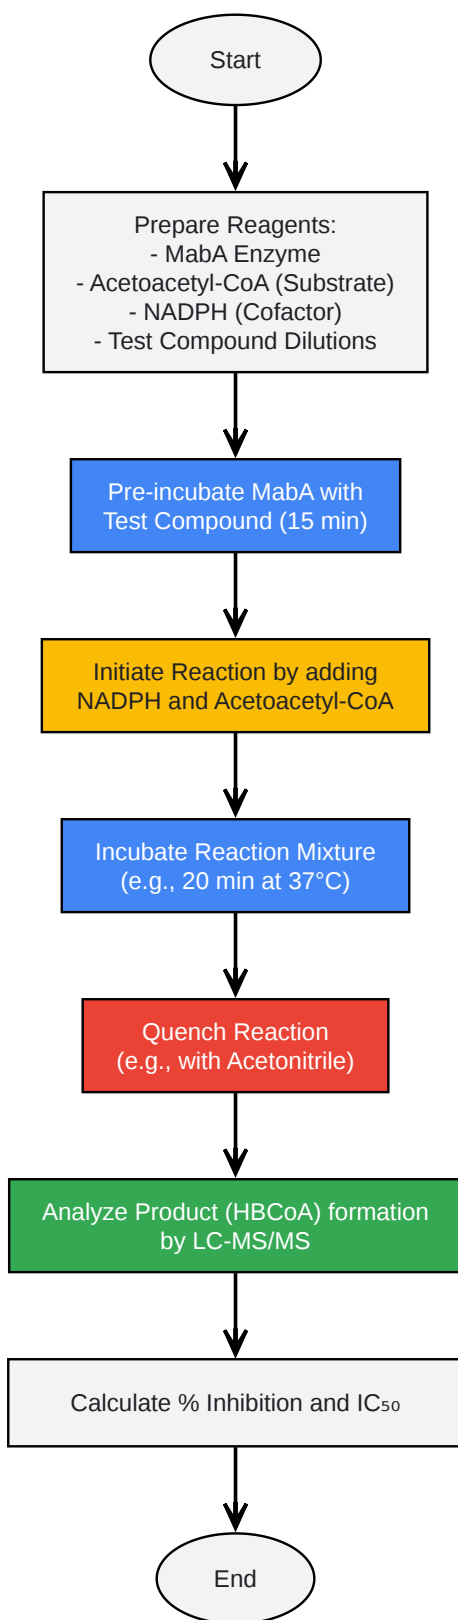 Start
Prepare Reagents:
- MabA Enzyme
- Acetoacetyl-CoA (Substrate)
- NADPH (Cofactor)
- Test Compound Dilutions
Pre-incubate MabA with
Test Compound (15 min)
Initiate Reaction by adding
NADPH and Acetoacetyl-CoA
Incubate Reaction Mixture
(e.g., 20 min at 37°C)
Quench Reaction
(e.g., with Acetonitrile)
Analyze Product (HBCoA) formation
by LC-MS/MS
Calculate % Inhibition and IC₅₀
End